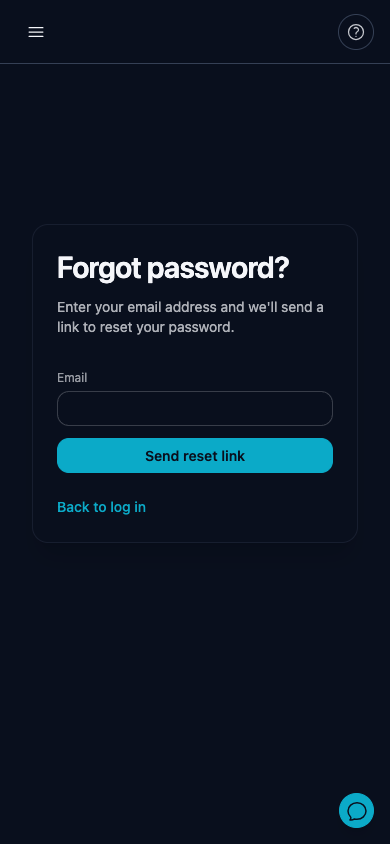 Forgot password?
Enter your email address and we'll send a
link to reset your password.
Email
Send reset link
Back to log in